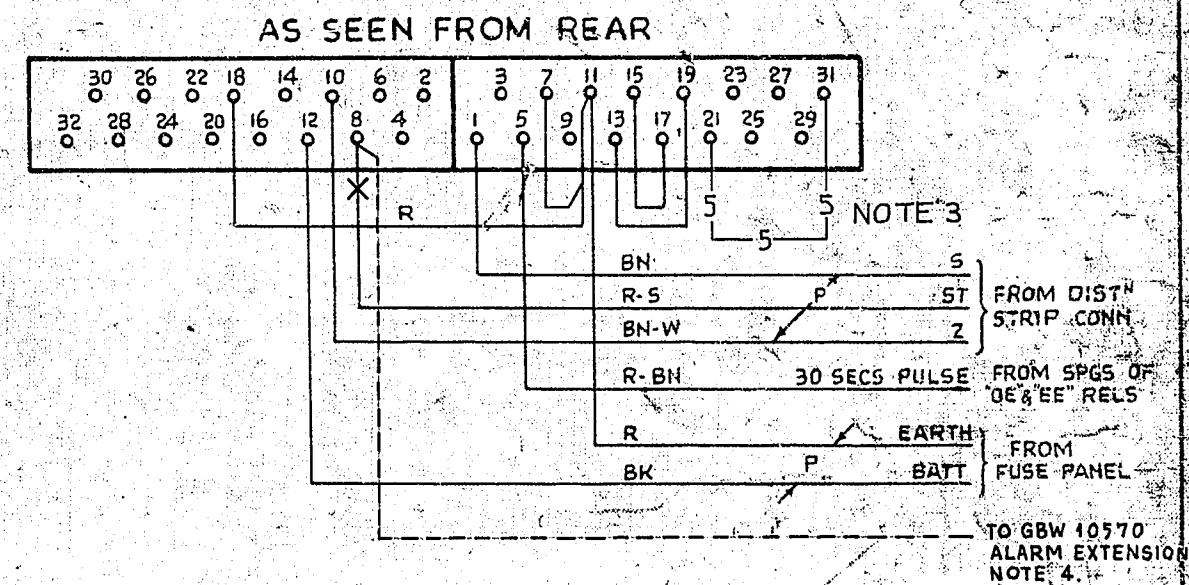 AS SEEN FROM REAR
30 26 22 18 14 10 6 2 3 7 11 15 19 23 27 31
32 28 24 20 16 12 8 4 1 5 9 13 17 21 25 29
R
5 5 NOTE 3
5
BN S
R-S P ST FROM DISTN
BN-W Z STRIP CONN
R-BN 30 SECS PULSE FROM SPGS OF
"OE"&"EE" RELS
R EARTH FROM
BK P BATT FUSE PANEL
TO GBW 10570
ALARM EXTENSION
NOTE 4.